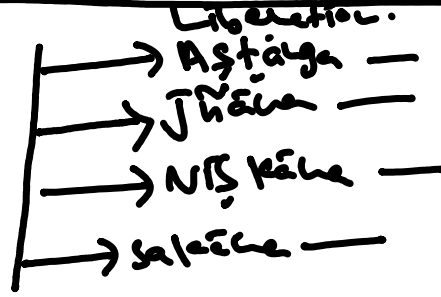 Liberation.
Aṣṭāṅga —
Jñāna —
Niṣkāma —
sakāma —